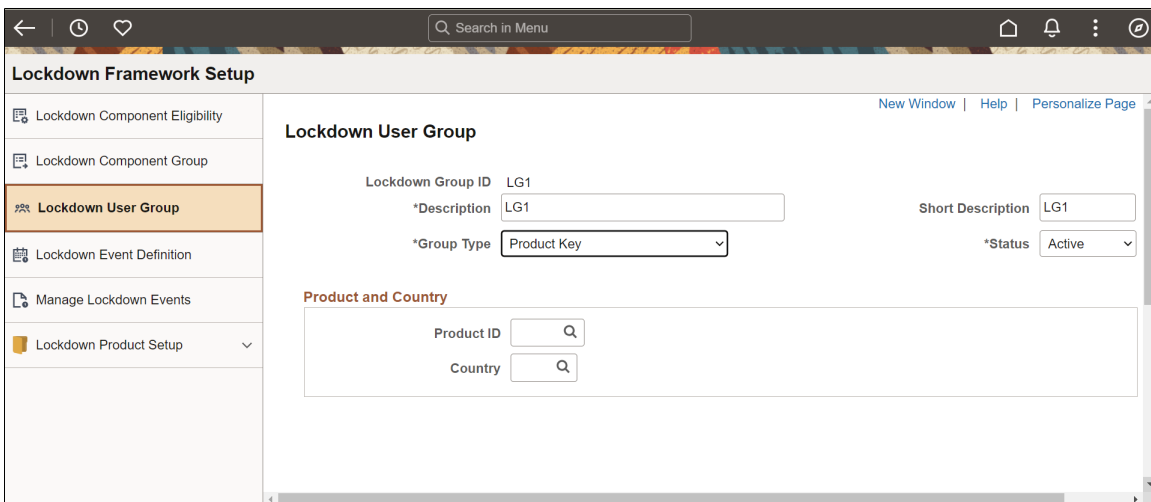 Search in Menu
Lockdown Framework Setup
Lockdown Component Eligibility
Lockdown Component Group
Lockdown User Group
Lockdown Event Definition
Manage Lockdown Events
Lockdown Product Setup
New Window | Help | Personalize Page
Lockdown User Group
Lockdown Group ID LG1
*Description LG1 Short Description LG1
*Group Type Product Key *Status Active
Product and Country
Product ID
Country